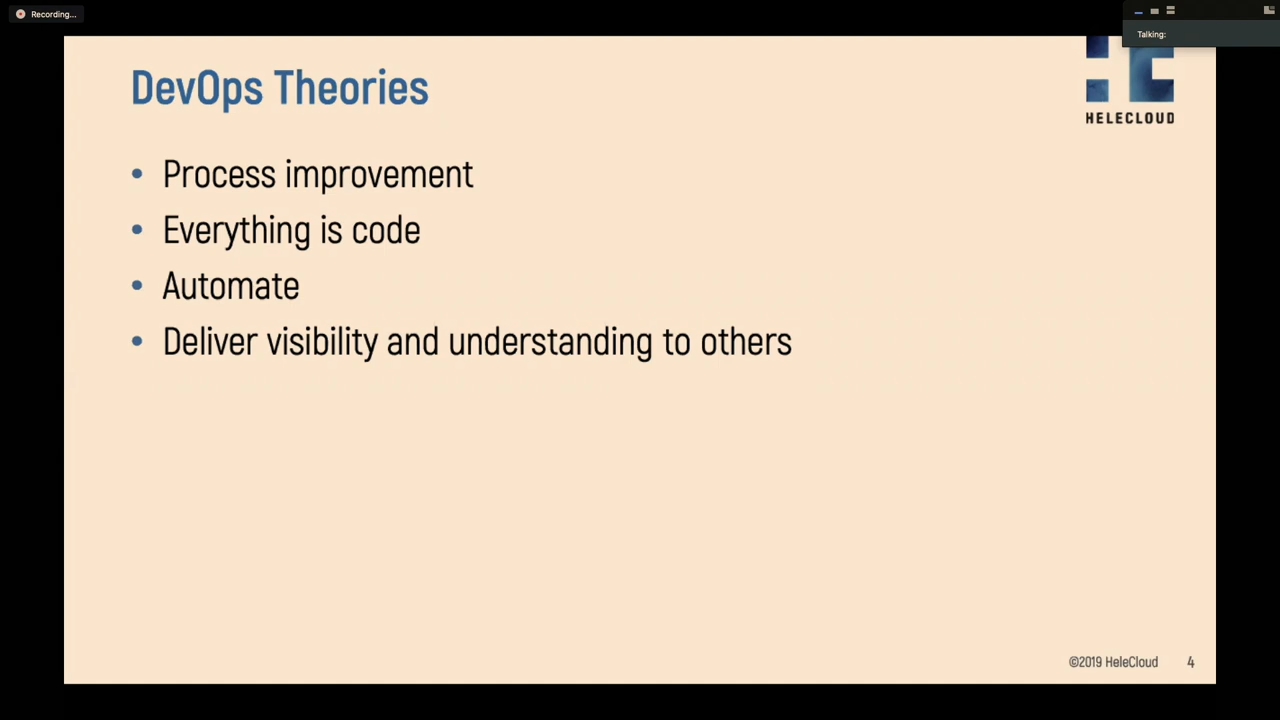 Recording...
Talking:
DevOps Theories
HELECLOUD
• Process improvement
• Everything is code
• Automate
• Deliver visibility and understanding to others
©2019 HeleCloud 4